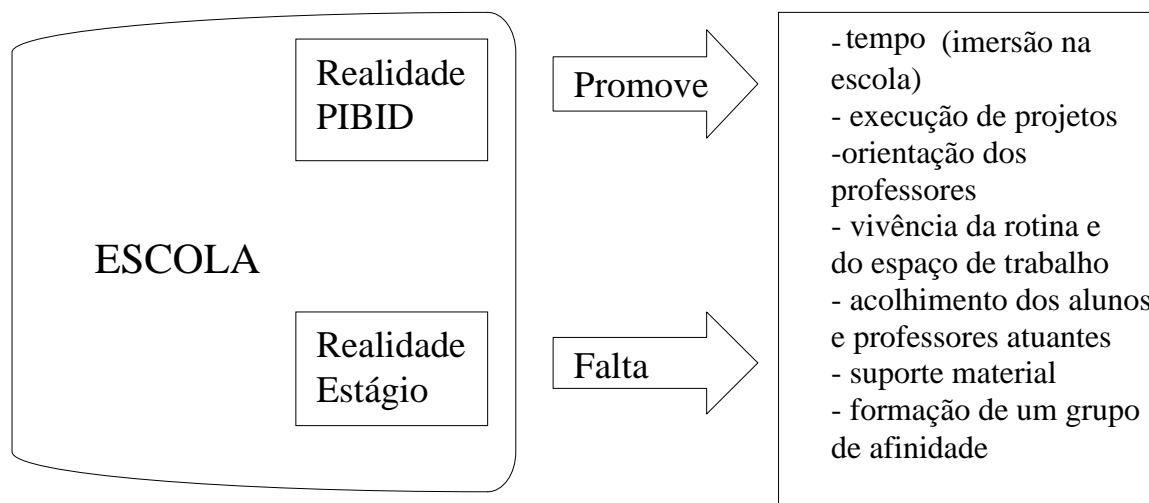 ESCOLA
Realidade
PIBID
Promove
Realidade
Estágio
Falta
-tempo (imersão na
escola)
- execução de projetos
-orientação dos
professores
- vivência da rotina e
do espaço de trabalho
- acolhimento dos alunos
e professores atuantes
- suporte material
- formação de um grupo
de afinidade